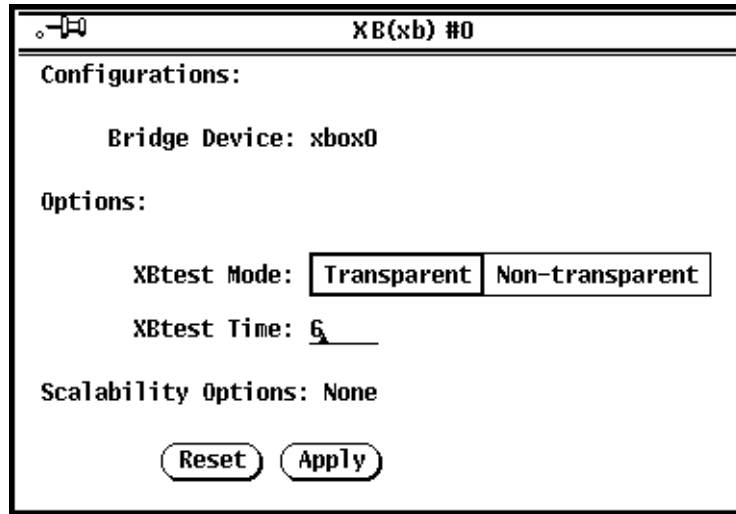 XB(xb) #0
Configurations:
Bridge Device: xbox0
Options:
XBtest Mode: Transparent Non-transparent
XBtest Time: 6
Scalability Options: None
Reset Apply